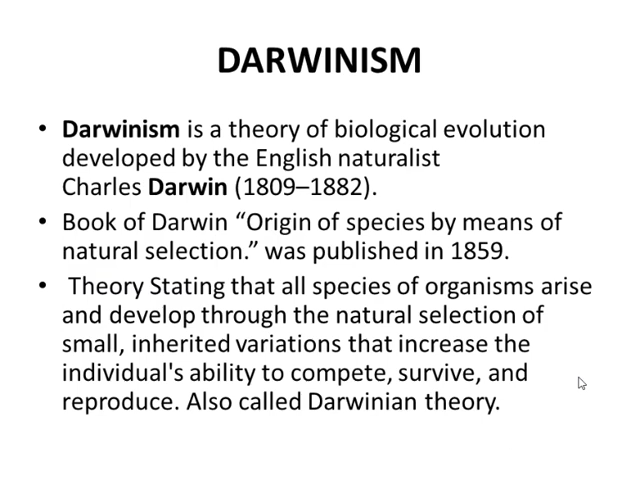 DARWINISM
• Darwinism is a theory of biological evolution
developed by the English naturalist
Charles Darwin (1809–1882).
• Book of Darwin “Origin of species by means of
natural selection.” was published in 1859.
• Theory Stating that all species of organisms arise
and develop through the natural selection of
small, inherited variations that increase the
individual's ability to compete, survive, and
reproduce. Also called Darwinian theory.